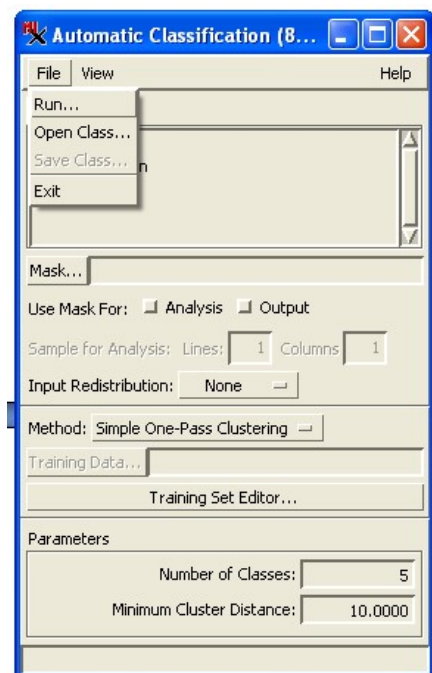 Automatic Classification (8...
File View Help
Run...
Open Class...
Save Class...
n
Exit
Mask...
Use Mask For: Analysis Output
Sample for Analysis: Lines: 1 Columns 1
Input Redistribution: None
Method: Simple One-Pass Clustering
Training Data...
Training Set Editor...
Parameters
Number of Classes: 5
Minimum Cluster Distance: 10.0000